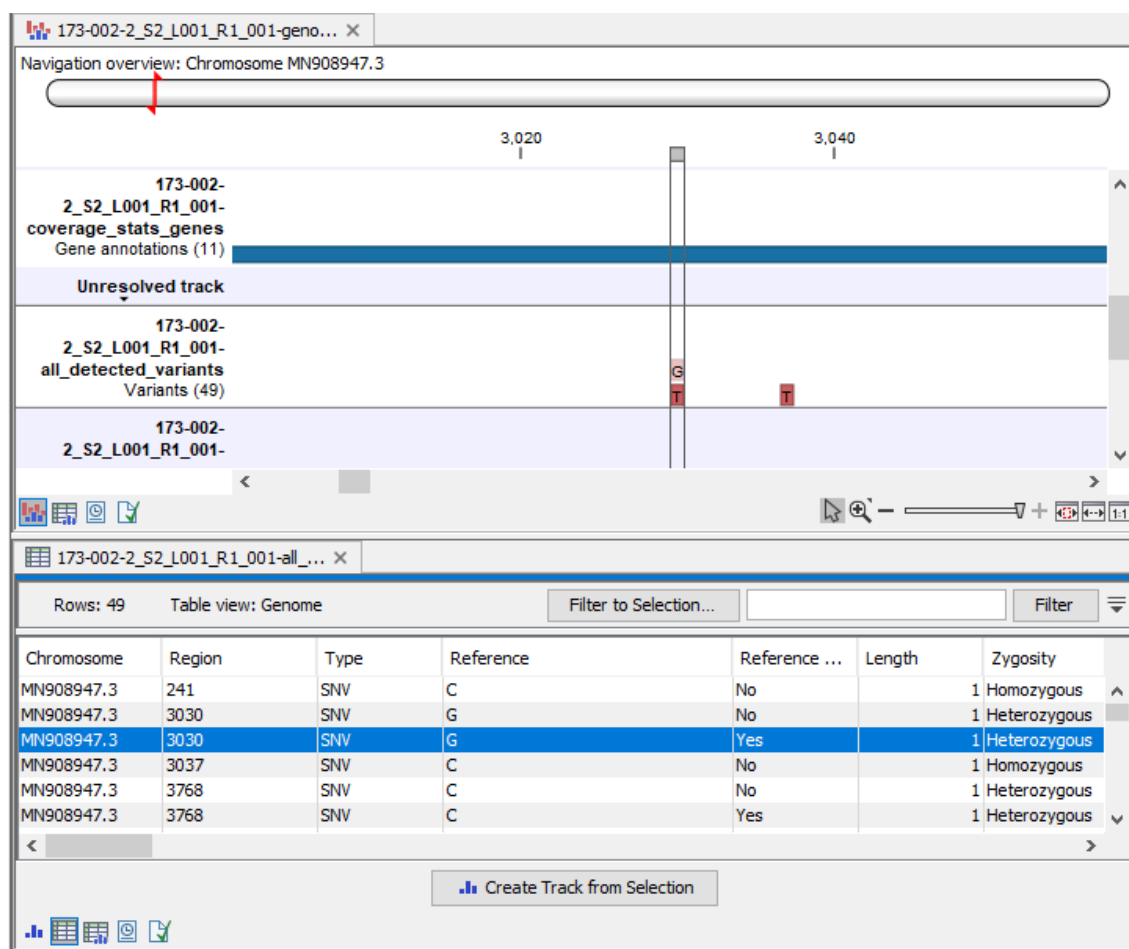 173-002-2_S2_L001_R1_001-geno...
Navigation overview: Chromosome MN908947.3
3,020 3,040
173-002-
2_S2_L001_R1_001-
coverage_stats_genes
Gene annotations (11)
Unresolved track
173-002-
2_S2_L001_R1_001-
all_detected_variants
Variants (49)
G
T T
173-002-
2_S2_L001_R1_001-
1:1
173-002-2_S2_L001_R1_001-all_...
Rows: 49 Table view: Genome Filter to Selection... Filter
Chromosome Region Type Reference Reference ... Length Zygosity
MN908947.3 241 SNV C No 1 Homozygous
MN908947.3 3030 SNV G No 1 Heterozygous
MN908947.3 3030 SNV G Yes 1 Heterozygous
MN908947.3 3037 SNV C No 1 Homozygous
MN908947.3 3768 SNV C No 1 Heterozygous
MN908947.3 3768 SNV C Yes 1 Heterozygous
Create Track from Selection